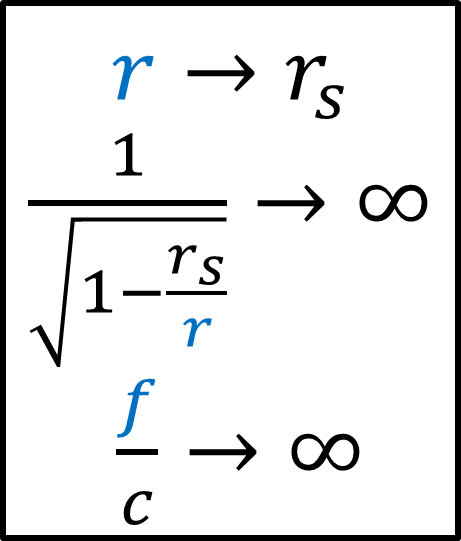 r → r_s
1/√(1−r_s/r) → ∞
f/c → ∞